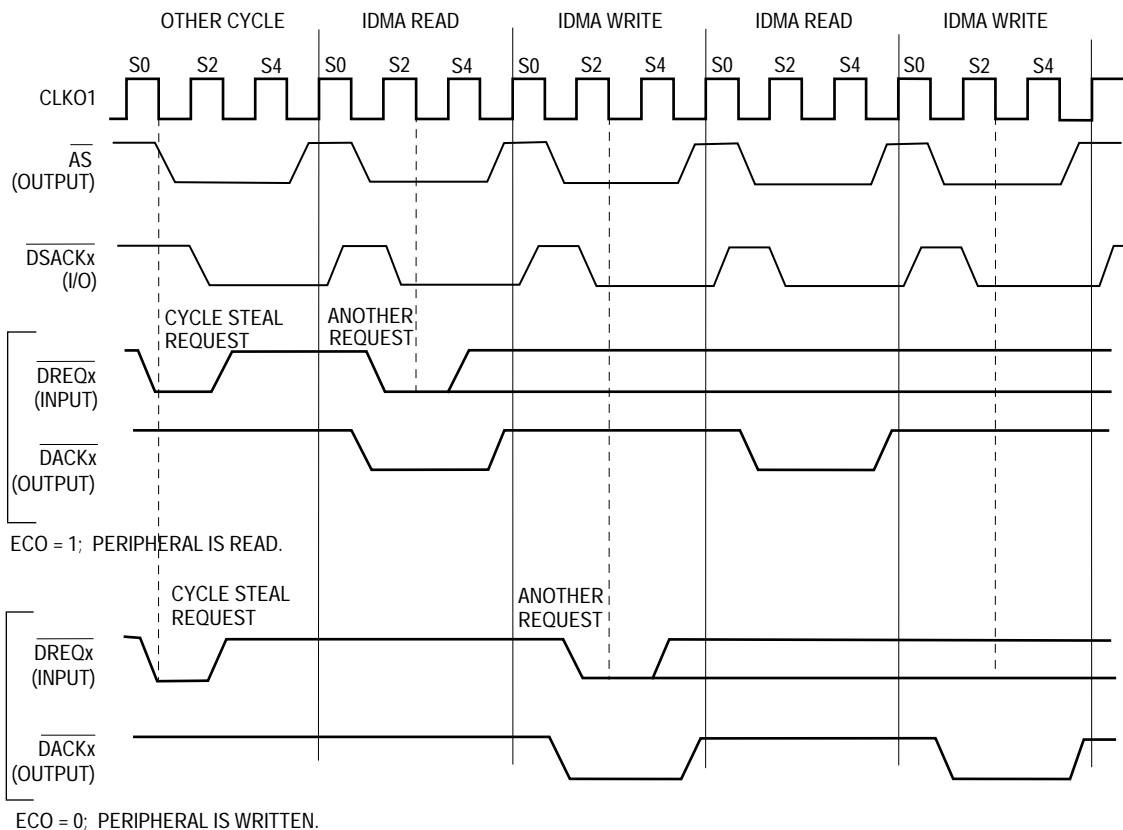 OTHER CYCLE IDMA READ IDMA WRITE IDMA READ IDMA WRITE
S0 S2 S4 S0 S2 S4 S0 S2 S4 S0 S2 S4 S0 S2 S4
CLKO1
AS
(OUTPUT)
DSACKx
(I/O)
CYCLE STEAL
REQUEST
ANOTHER
REQUEST
DREQx
(INPUT)
DACKx
(OUTPUT)
ECO = 1; PERIPHERAL IS READ.
CYCLE STEAL
REQUEST
ANOTHER
REQUEST
DREQx
(INPUT)
DACKx
(OUTPUT)
ECO = 0; PERIPHERAL IS WRITTEN.